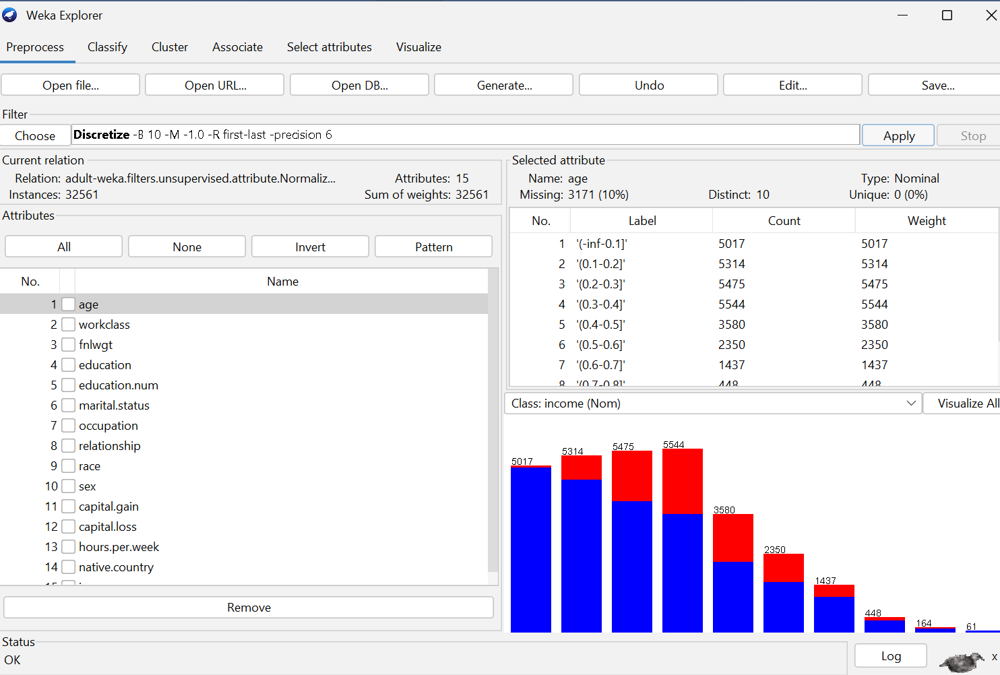 Weka Explorer
Preprocess Classify Cluster Associate Select attributes Visualize
Open file... Open URL... Open DB... Generate... Undo Edit... Save...
Filter
Choose Discretize -B 10 -M -1.0 -R first-last -precision 6 Apply Stop
Current relation
Relation: adult-weka.filters.unsupervised.attribute.Normaliz... Attributes: 15
Instances: 32561 Sum of weights: 32561
Attributes
All None Invert Pattern
No. Name
1 age
2 workclass
3 fnlwgt
4 education
5 education.num
6 marital.status
7 occupation
8 relationship
9 race
10 sex
11 capital.gain
12 capital.loss
13 hours.per.week
14 native.country
Remove
Selected attribute
Name: age Type: Nominal
Missing: 3171 (10%) Distinct: 10 Unique: 0 (0%)
No. Label Count Weight
1 '(-inf-0.1]' 5017 5017
2 '(0.1-0.2]' 5314 5314
3 '(0.2-0.3]' 5475 5475
4 '(0.3-0.4]' 5544 5544
5 '(0.4-0.5]' 3580 3580
6 '(0.5-0.6]' 2350 2350
7 '(0.6-0.7]' 1437 1437
8 '(0.7-0.8]' 448 448
Class: income (Nom) Visualize All
5017 5314 5475 5544 3580 2350 1437 448 164 61
Status
OK
Log x